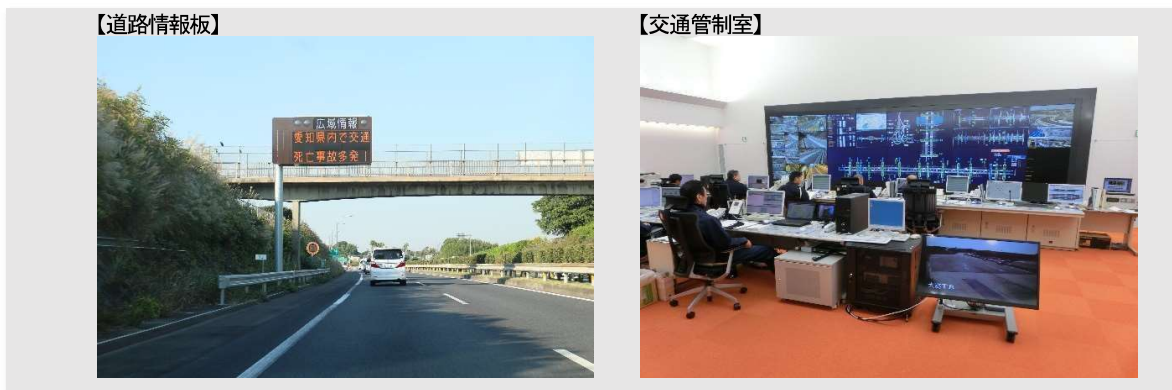 【道路情報板】
【交通管制室】
広域情報
愛知県内で交通
死亡事故多発！